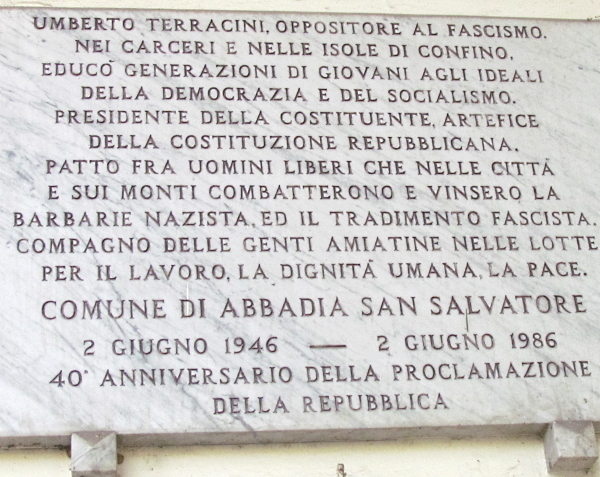 UMBERTO TERRACINI, OPPOSITORE AL FASCISMO.
NEI CARCERI E NELLE ISOLE DI CONFINO,
EDUCÒ GENERAZIONI DI GIOVANI AGLI IDEALI
DELLA DEMOCRAZIA E DEL SOCIALISMO.
PRESIDENTE DELLA COSTITUENTE, ARTEFICE
DELLA COSTITUZIONE REPUBBLICANA.
PATTO FRA UOMINI LIBERI CHE NELLE CITTÀ
E SUI MONTI COMBATTERONO E VINSERO LA
BARBARIE NAZISTA, ED IL TRADIMENTO FASCISTA.
COMPAGNO DELLE GENTI AMIATINE NELLE LOTTE
PER IL LAVORO, LA DIGNITÀ UMANA, LA PACE.
COMUNE DI ABBADIA SAN SALVATORE
2 GIUGNO 1946 — 2 GIUGNO 1986
40° ANNIVERSARIO DELLA PROCLAMAZIONE
DELLA REPUBBLICA